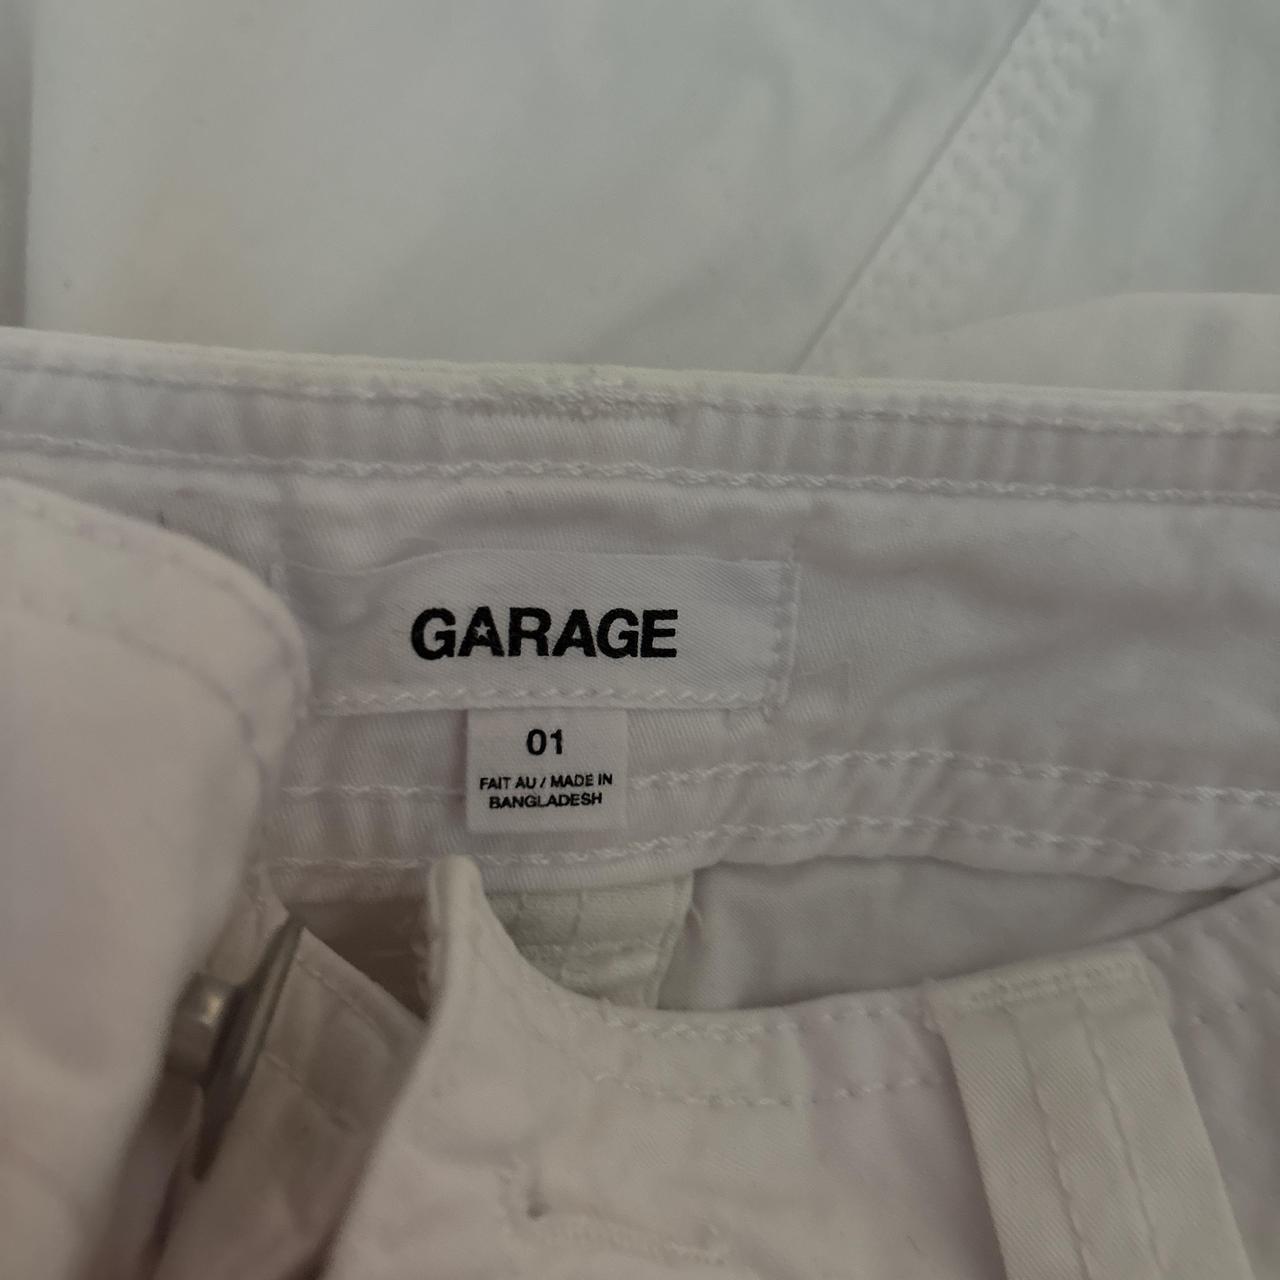 GARAGE
01
FAIT AU / MADE IN
BANGLADESH